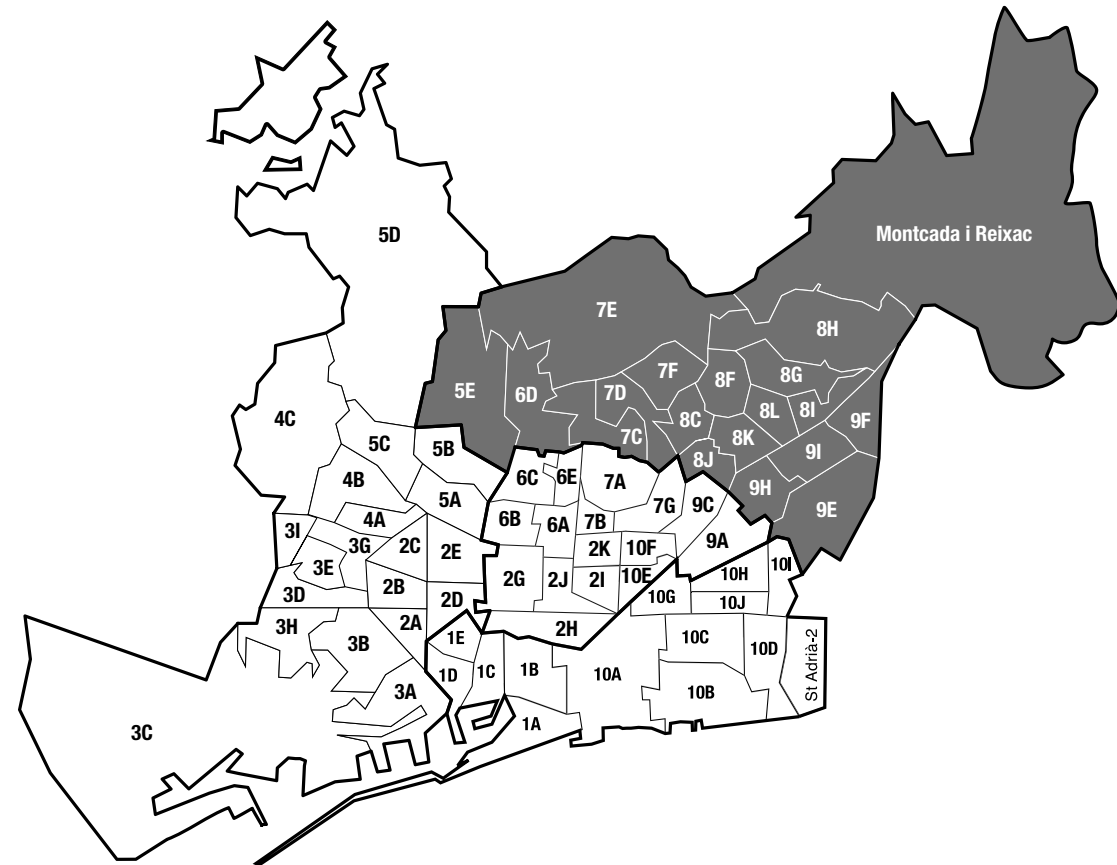 5D
Montcada i Reixac
7E
8H
5E
6D
7F
8F
8G
7D
8L
8I
9F
4C
7C
8C
8K
5C
5B
9I
8J
4B
6C
6E
7A
9H
5A
7G
9C
9E
4A
6B
6A
7B
3I
3G
2C
2E
2K
10F
9A
3E
2G
2J
2I
10E
10H
10I
3D
2B
2D
10G
10J
3H
2A
2H
3B
1E
10C
10D
St Adrià-2
1D
1C
1B
10A
3A
10B
3C
1A